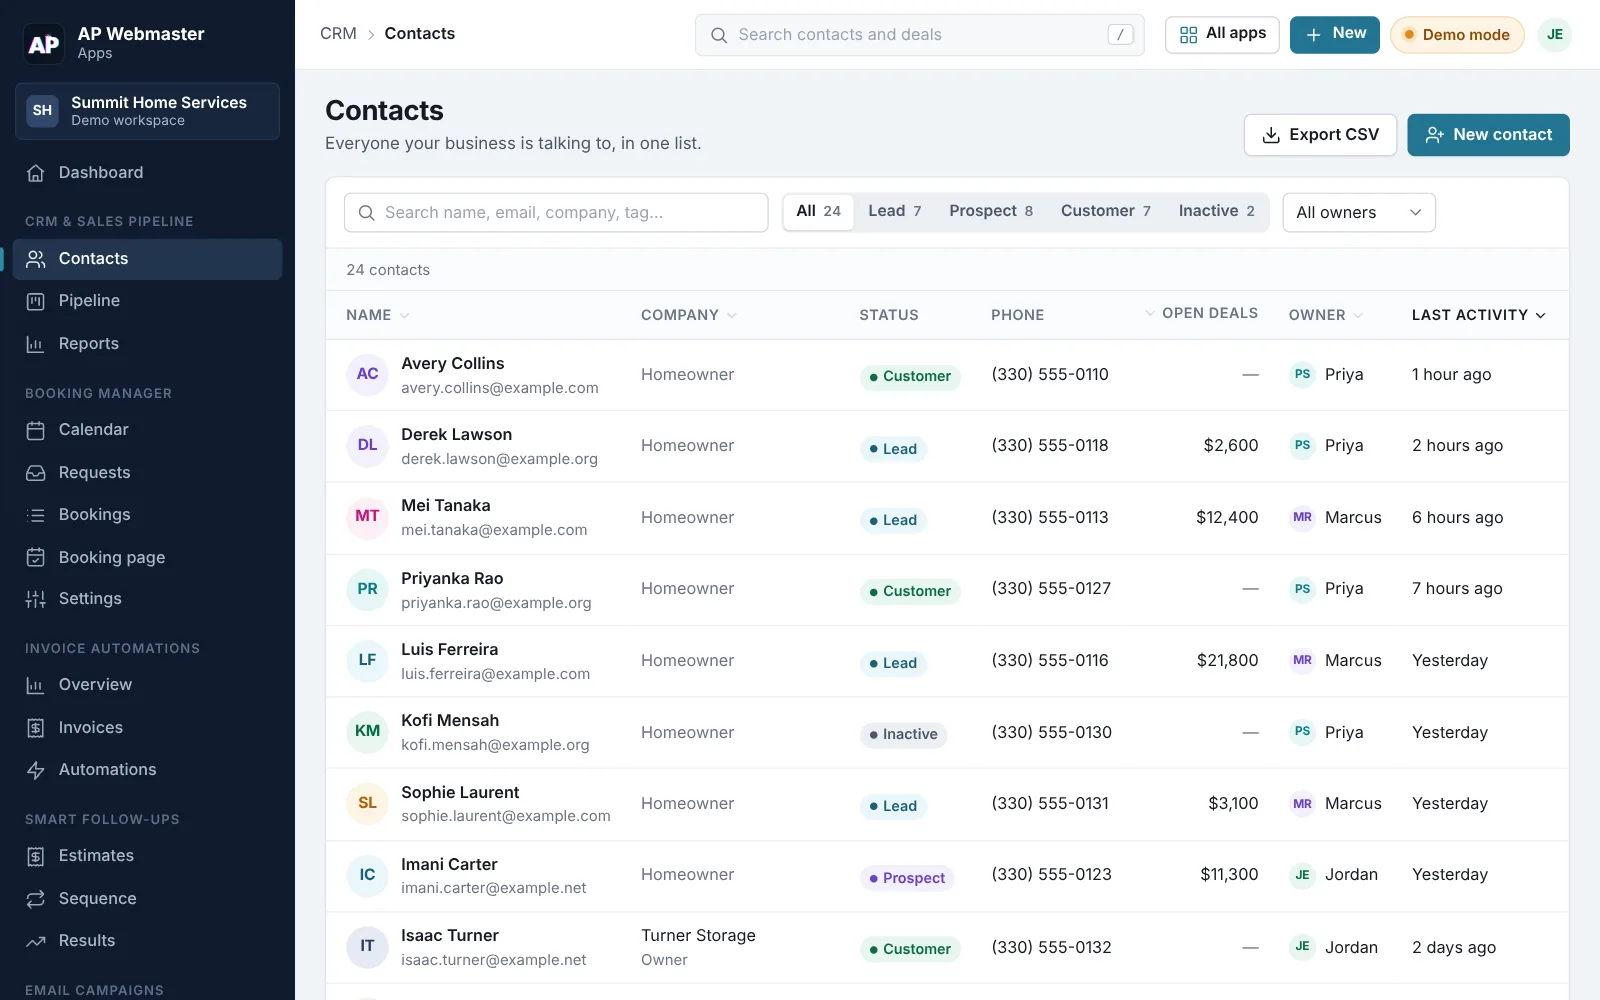 AP
AP Webmaster
Apps
SH
Summit Home Services
Demo workspace
Dashboard
CRM & SALES PIPELINE
Contacts
Pipeline
Reports
BOOKING MANAGER
Calendar
Requests
Bookings
Booking page
Settings
INVOICE AUTOMATIONS
Overview
Invoices
Automations
SMART FOLLOW-UPS
Estimates
Sequence
Results
EMAIL CAMPAIGNS
CRM > Contacts
Search contacts and deals /
All apps
+ New
Demo mode
JE
Contacts
Everyone your business is talking to, in one list.
Export CSV
New contact
Search name, email, company, tag...
All 24 Lead 7 Prospect 8 Customer 7 Inactive 2
All owners
24 contacts
NAME COMPANY STATUS PHONE OPEN DEALS OWNER LAST ACTIVITY
AC Avery Collins Homeowner Customer (330) 555-0110 — PS Priya 1 hour ago
avery.collins@example.com
DL Derek Lawson Homeowner Lead (330) 555-0118 $2,600 PS Priya 2 hours ago
derek.lawson@example.org
MT Mei Tanaka Homeowner Lead (330) 555-0113 $12,400 MR Marcus 6 hours ago
mei.tanaka@example.com
PR Priyanka Rao Homeowner Customer (330) 555-0127 — PS Priya 7 hours ago
priyanka.rao@example.org
LF Luis Ferreira Homeowner Lead (330) 555-0116 $21,800 MR Marcus Yesterday
luis.ferreira@example.com
KM Kofi Mensah Homeowner Inactive (330) 555-0130 — PS Priya Yesterday
kofi.mensah@example.org
SL Sophie Laurent Homeowner Lead (330) 555-0131 $3,100 MR Marcus Yesterday
sophie.laurent@example.com
IC Imani Carter Homeowner Prospect (330) 555-0123 $11,300 JE Jordan Yesterday
imani.carter@example.net
IT Isaac Turner Turner Storage Customer (330) 555-0132 — JE Jordan 2 days ago
isaac.turner@example.net Owner